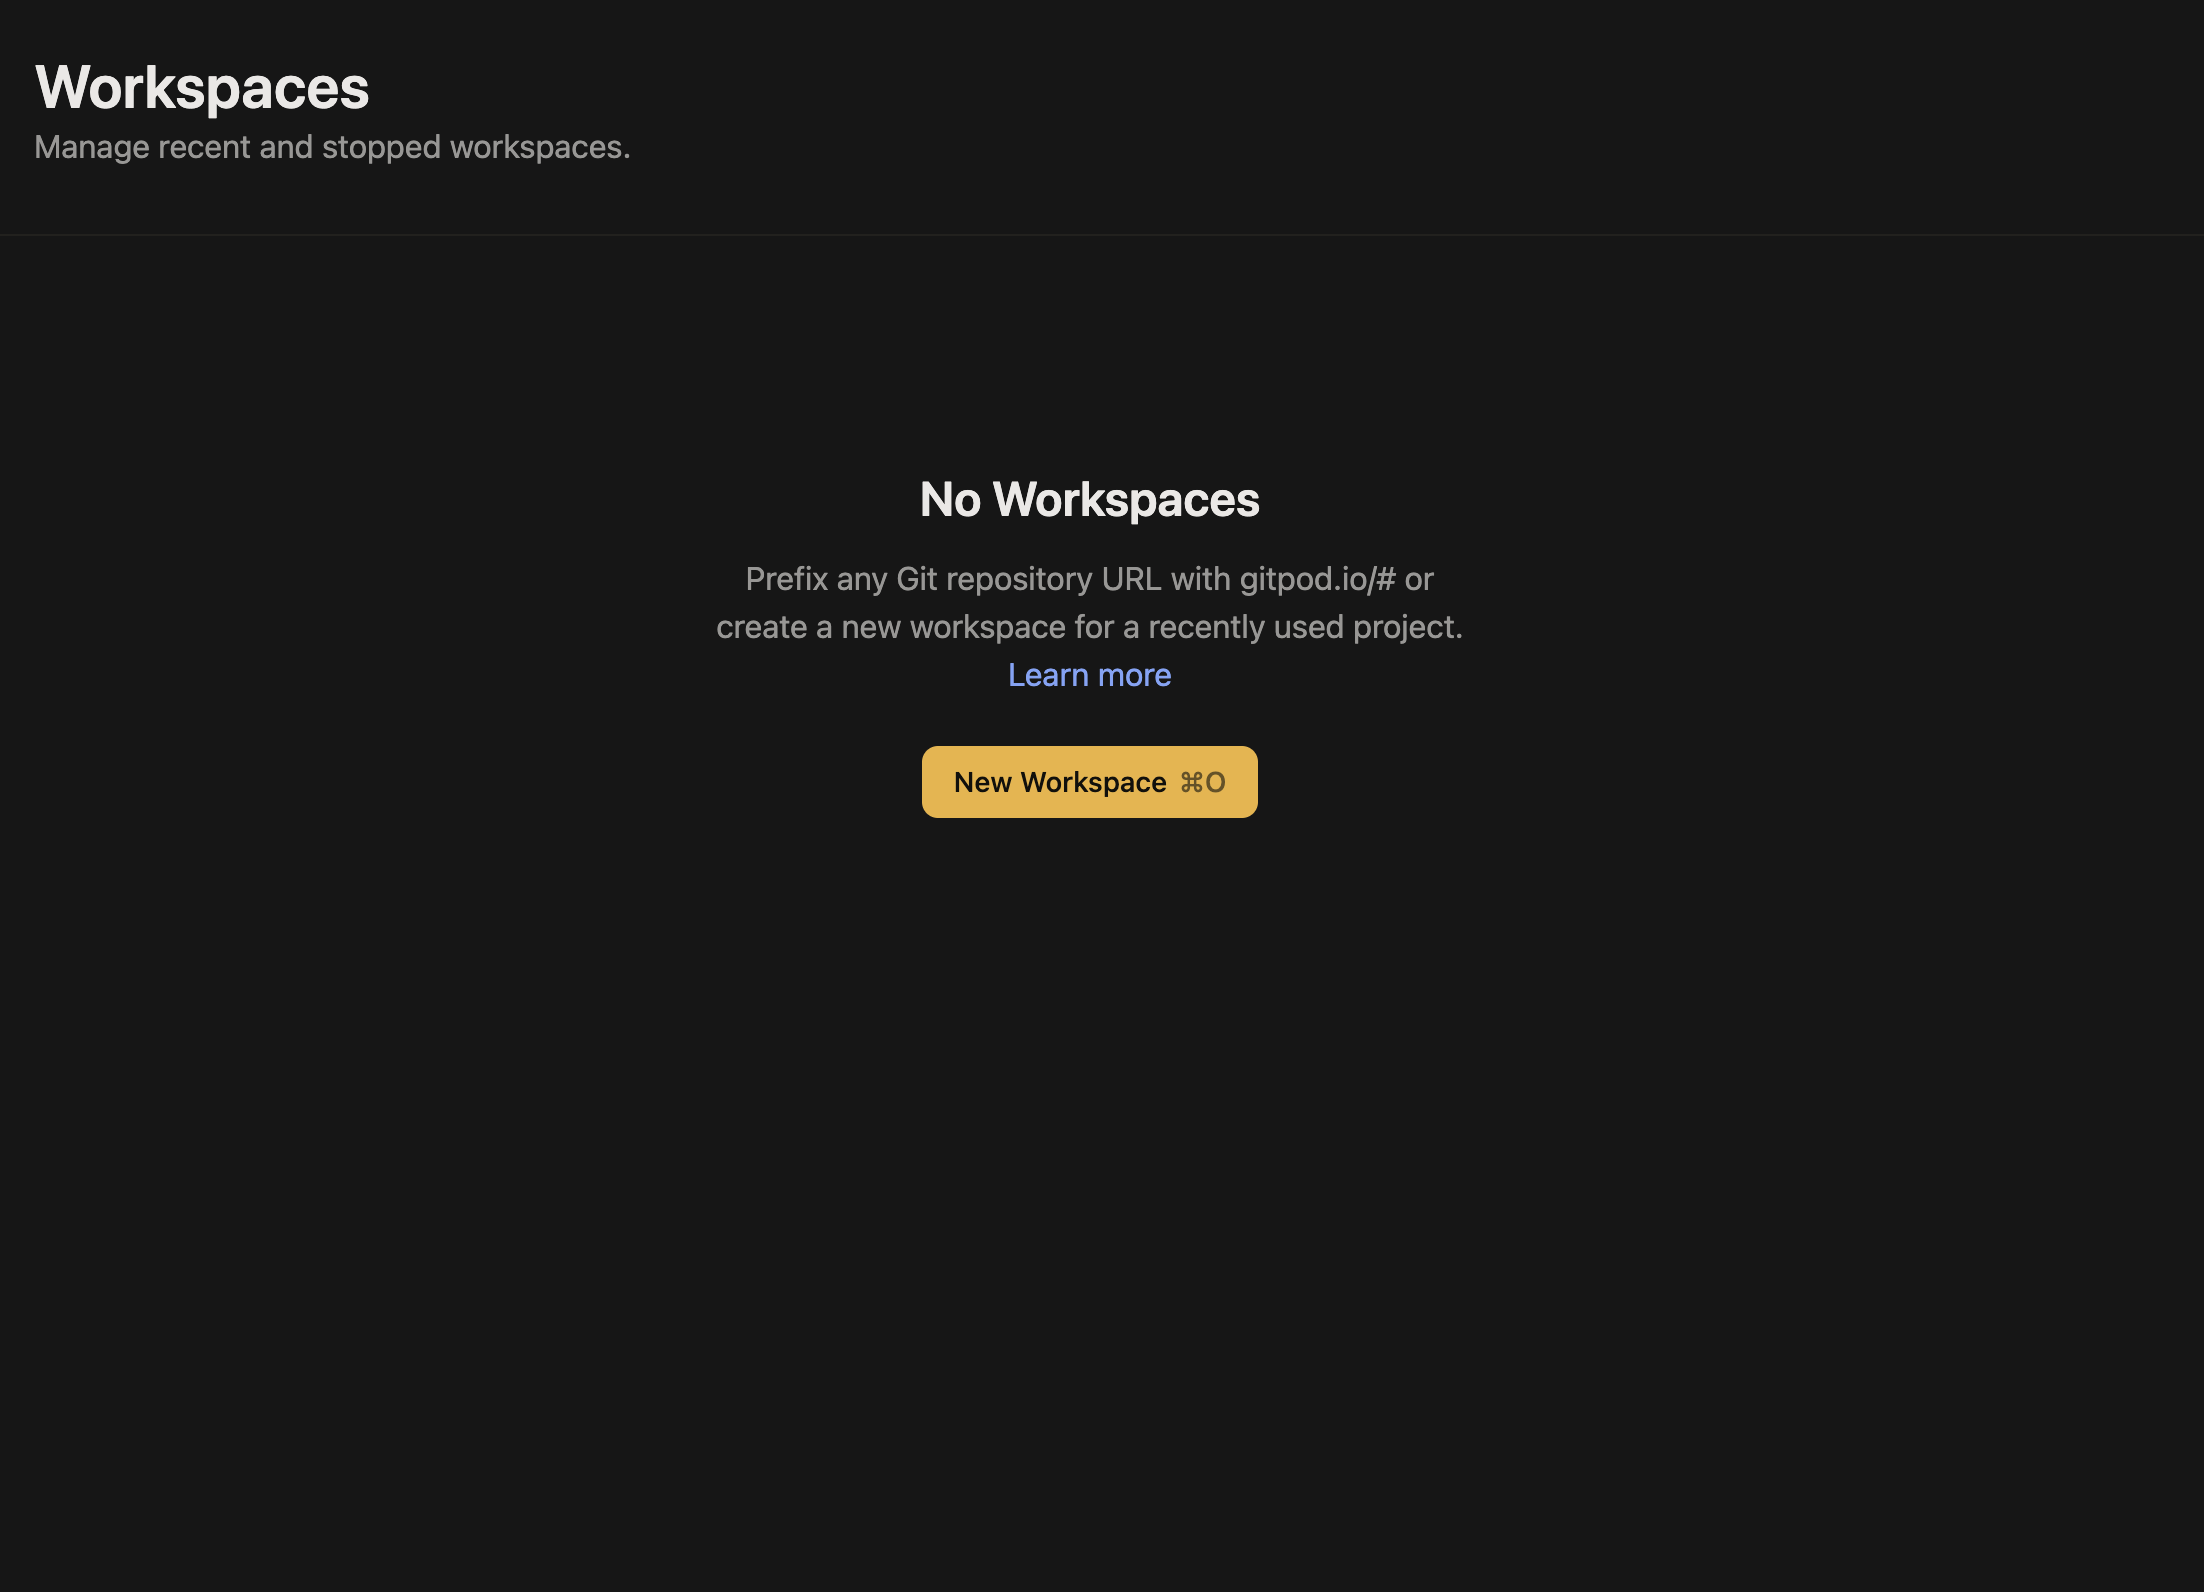 Workspaces
Manage recent and stopped workspaces.
No Workspaces
Prefix any Git repository URL with gitpod.io/# or
create a new workspace for a recently used project.
Learn more
New Workspace ⌘O